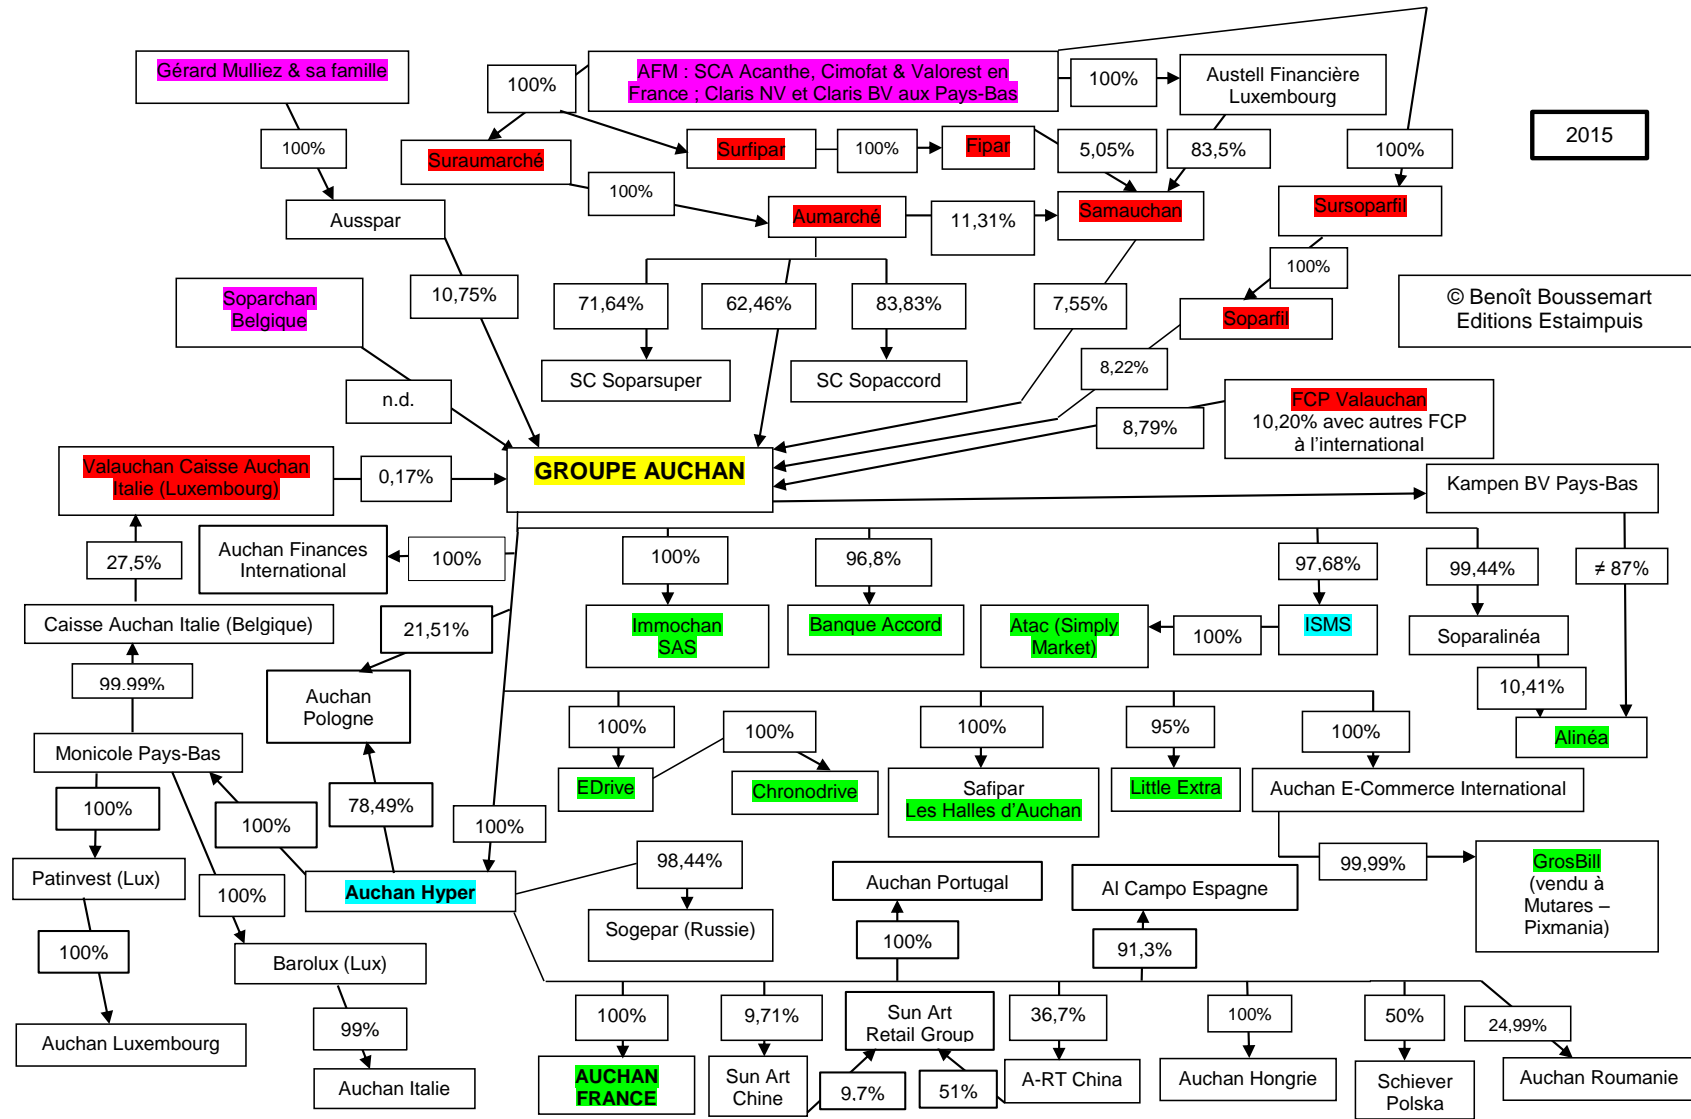 Gérard Mulliez & sa famille
AFM : SCA Acanthe, Cimofat & Valorest en
France ; Claris NV et Claris BV aux Pays-Bas
100%
100%
Austell Financière
Luxembourg
2015
100%
Suraumarché
Surfipar
100%
Fipar
5,05%
83,5%
100%
100%
Ausspar
Aumarché
11,31%
Sarnauchan
Sursoparfil
100%
Soparchan
Belgique
10,75%
71,64%
62,46%
83,83%
7,55%
Soparfil
© Benoît Boussemart
Editions Estaimpuis
n.d.
SC Soparsuper
SC Sopaccord
8,22%
FCP Valauchan
10,20% avec autres FCP
à l’international
8,79%
Valauchan Caisse Auchan
Italie (Luxembourg)
0,17%
GROUPE AUCHAN
Kampen BV Pays-Bas
27,5%
Auchan Finances
International
100%
100%
96,8%
97,68%
99,44%
≠ 87%
Caisse Auchan Italie (Belgique)
21,51%
Immochan
SAS
Banque Accord
Atac (Simply
Market)
100%
ISMS
Soparalinéa
99,99%
Auchan
Pologne
10,41%
Monicole Pays-Bas
100%
100%
100%
95%
100%
Alinéa
EDrive
Chronodrive
Safipar
Les Halles d’Auchan
Little Extra
Auchan E-Commerce International
100%
100%
78,49%
100%
98,44%
99,99%
GrosBill
(vendu à
Mutares –
Pixmania)
Patinvest (Lux)
100%
Auchan Hyper
Auchan Portugal
Al Campo Espagne
Sogepar (Russie)
100%
91,3%
100%
Barolux (Lux)
Auchan Luxembourg
99%
100%
9,71%
Sun Art
Retail Group
36,7%
100%
50%
24,99%
Auchan Italie
AUCHAN
FRANCE
Sun Art
Chine
9,7%
51%
A-RT China
Auchan Hongrie
Schiever
Polska
Auchan Roumanie